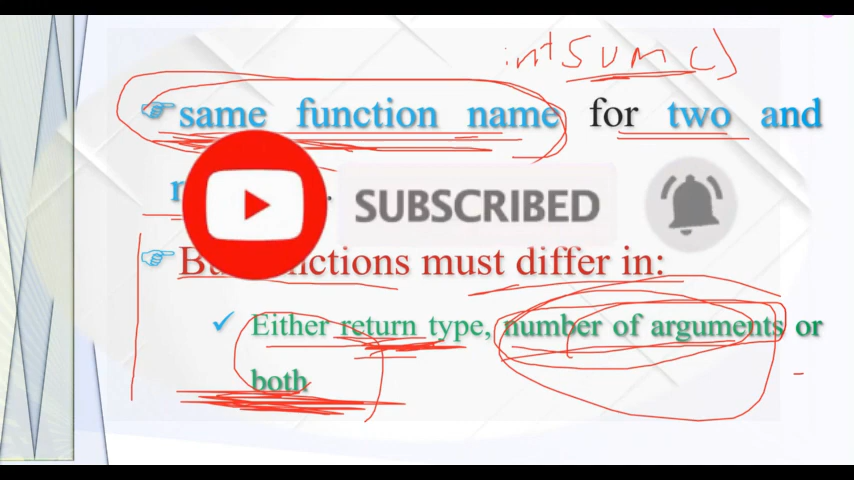 int SUM ()
same function name for two and
SUBSCRIBED
functions must differ in:
Either return type, number of arguments or
both